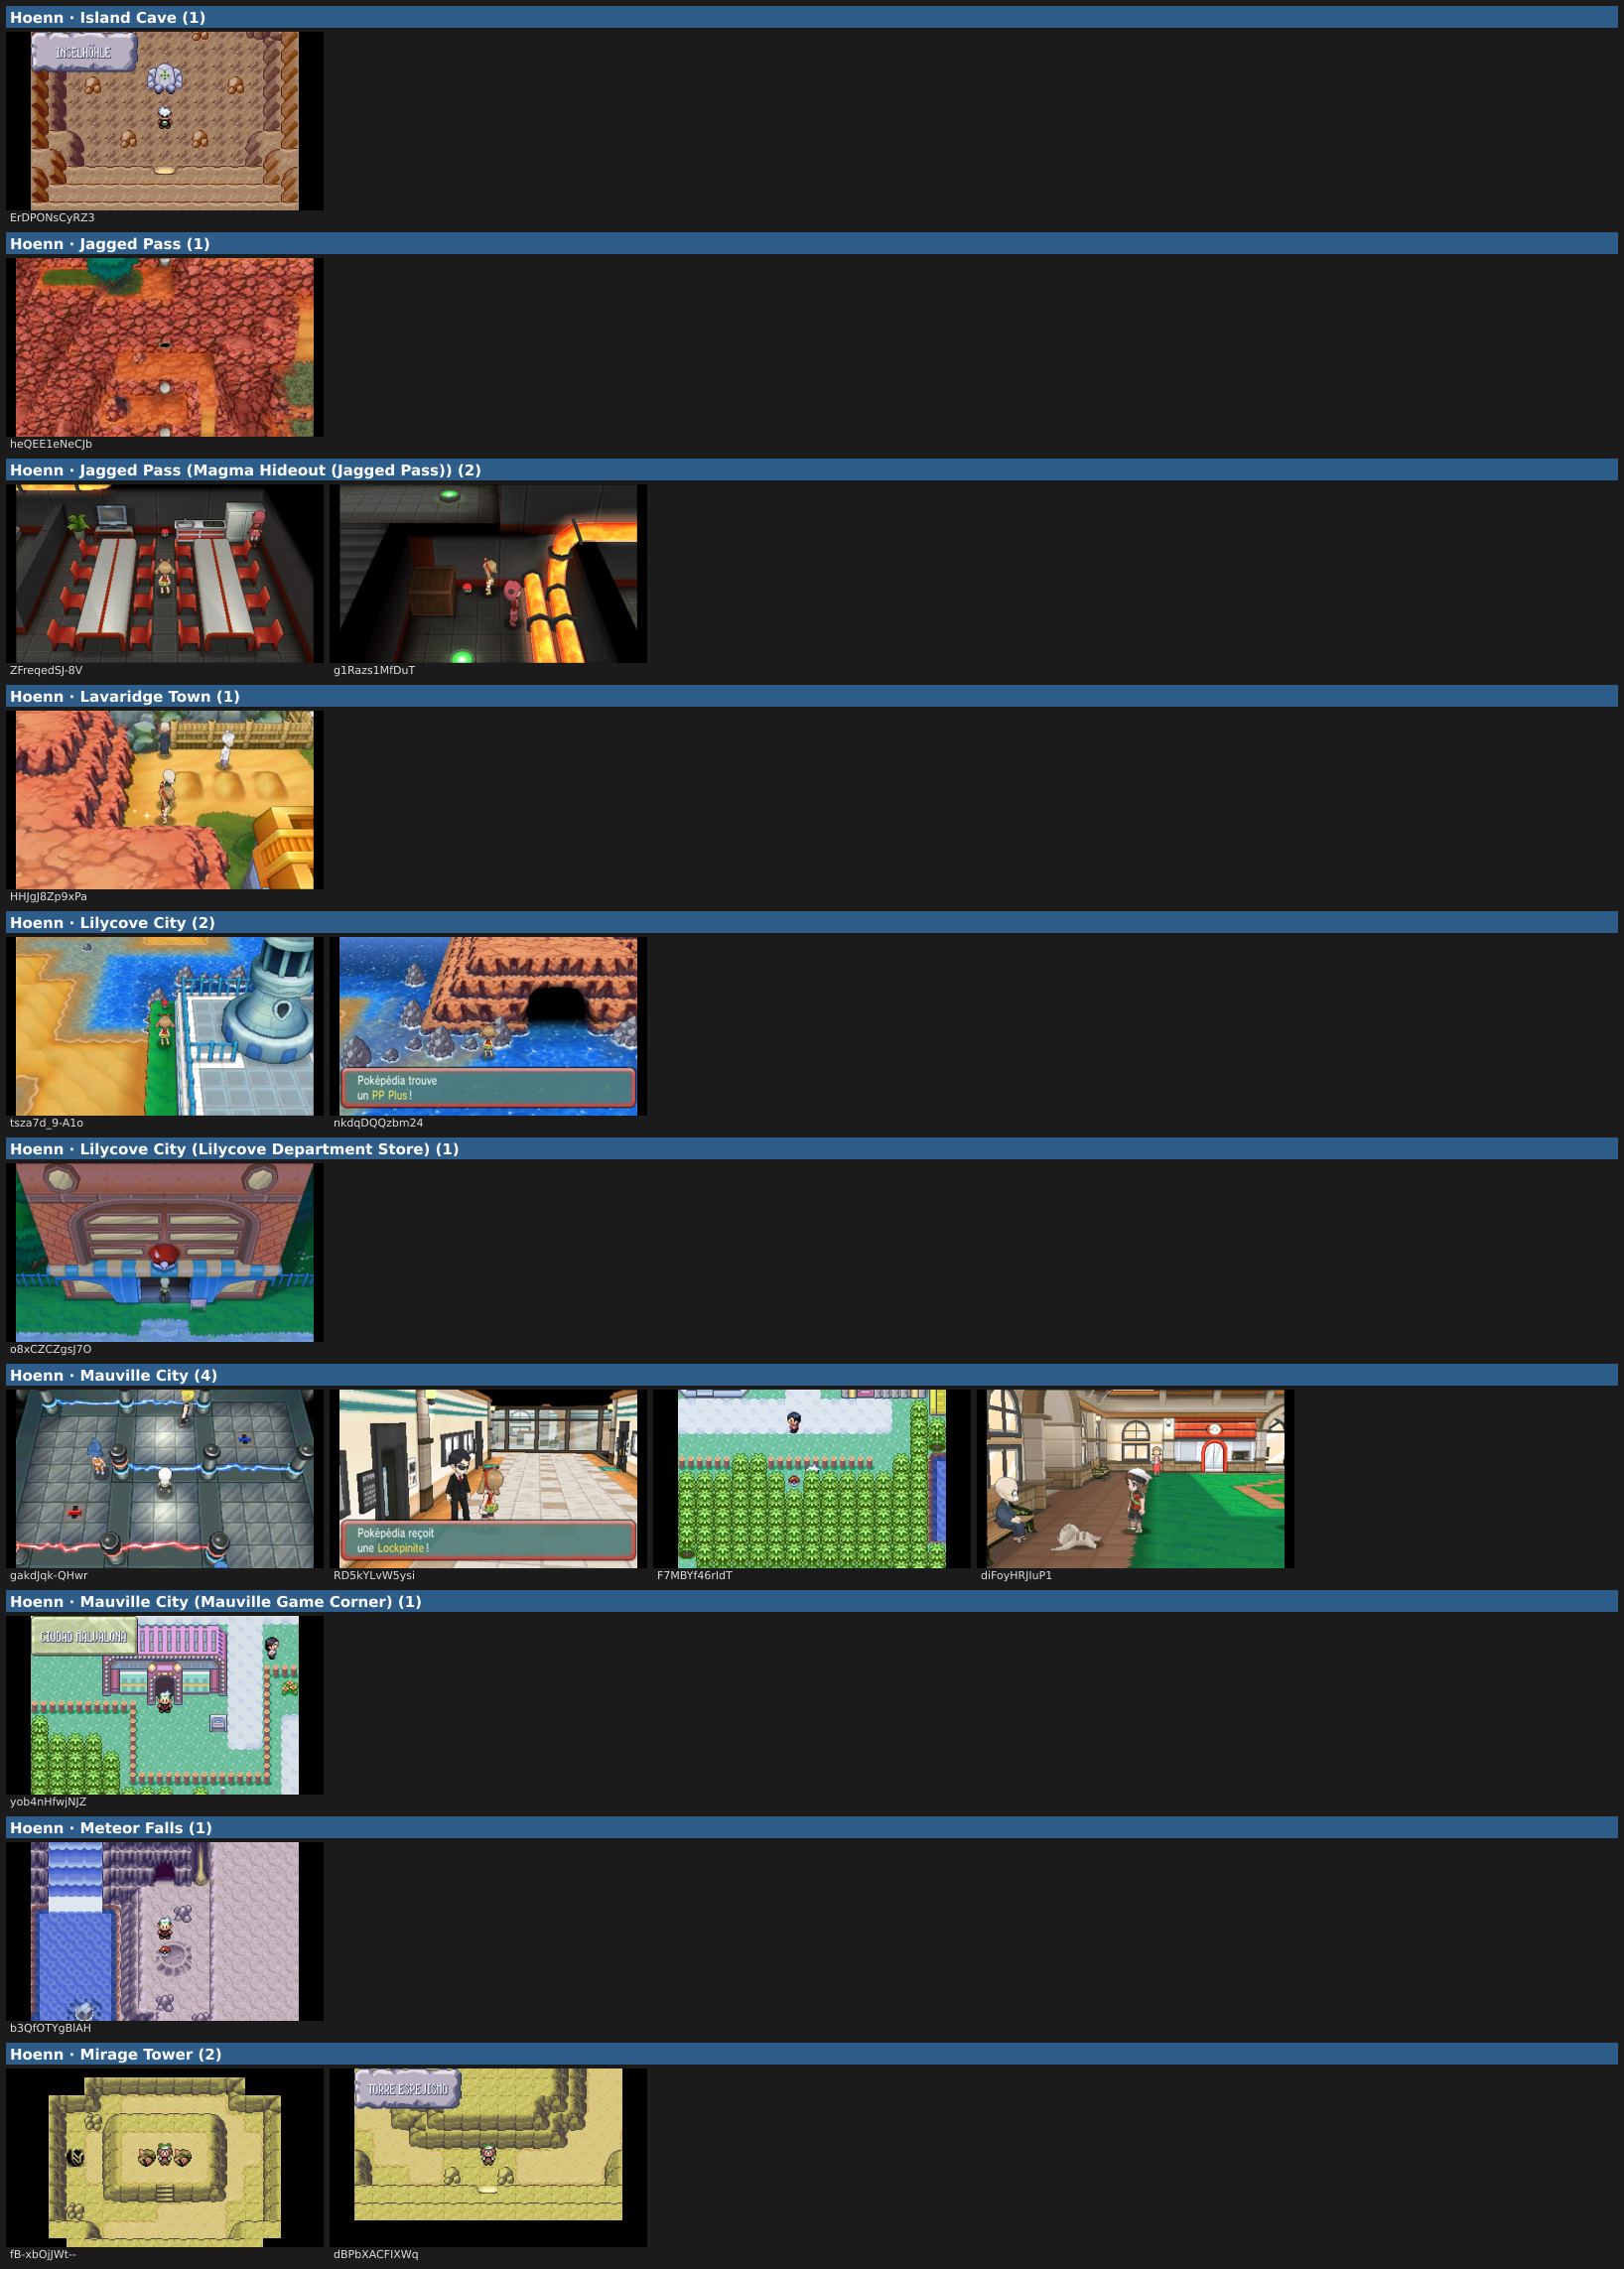 Hoenn · Island Cave (1)
INSELHÖHLE
ErDPONsCyRZ3
Hoenn · Jagged Pass (1)
heQEE1eNeCJb
Hoenn · Jagged Pass (Magma Hideout (Jagged Pass)) (2)
ZFreqedSJ-8V
g1Razs1MfDuT
Hoenn · Lavaridge Town (1)
HHJgJ8Zp9xPa
Hoenn · Lilycove City (2)
Poképédia trouve
un PP Plus !
tsza7d_9-A1o
nkdqDQQzbm24
Hoenn · Lilycove City (Lilycove Department Store) (1)
o8xCZCZgsJ7O
Hoenn · Mauville City (4)
Poképédia reçoit
une Lockpinite !
gakdJqk-QHwr
RD5kYLvW5ysi
F7MBYf46rIdT
diFoyHRJIuP1
Hoenn · Mauville City (Mauville Game Corner) (1)
CIUDAD MALVALONA
yob4nHfwjNJZ
Hoenn · Meteor Falls (1)
b3QfOTYgBIAH
Hoenn · Mirage Tower (2)
TORRE ESPEJISMO
fB-xbOjJWt--
dBPbXACFIXWq